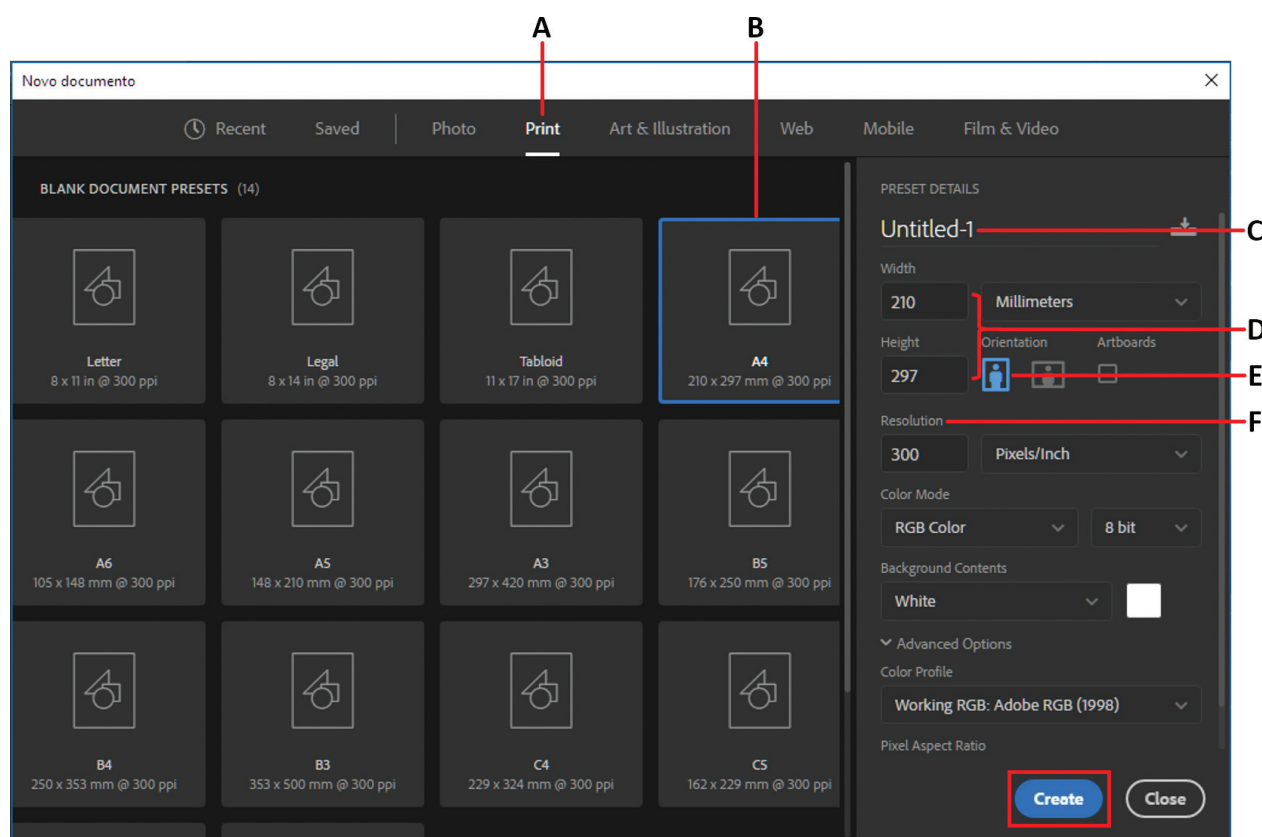 A B
Novo documento
Recent Saved Photo Print Art & Illustration Web Mobile Film & Video
BLANK DOCUMENT PRESETS (14)
Letter
8 x 11 in @ 300 ppi
Legal
8 x 14 in @ 300 ppi
Tabloid
11 x 17 in @ 300 ppi
A4
210 x 297 mm @ 300 ppi
A6
105 x 148 mm @ 300 ppi
A5
148 x 210 mm @ 300 ppi
A3
297 x 420 mm @ 300 ppi
B5
176 x 250 mm @ 300 ppi
B4
250 x 353 mm @ 300 ppi
B3
353 x 500 mm @ 300 ppi
C4
229 x 324 mm @ 300 ppi
C5
162 x 229 mm @ 300 ppi
PRESET DETAILS
Untitled-1 C
Width
210 Millimeters
D
Height Orientation Artboards
297 E
Resolution F
300 Pixels/Inch
Color Mode
RGB Color 8 bit
Background Contents
White
Advanced Options
Color Profile
Working RGB: Adobe RGB (1998)
Pixel Aspect Ratio
Create Close